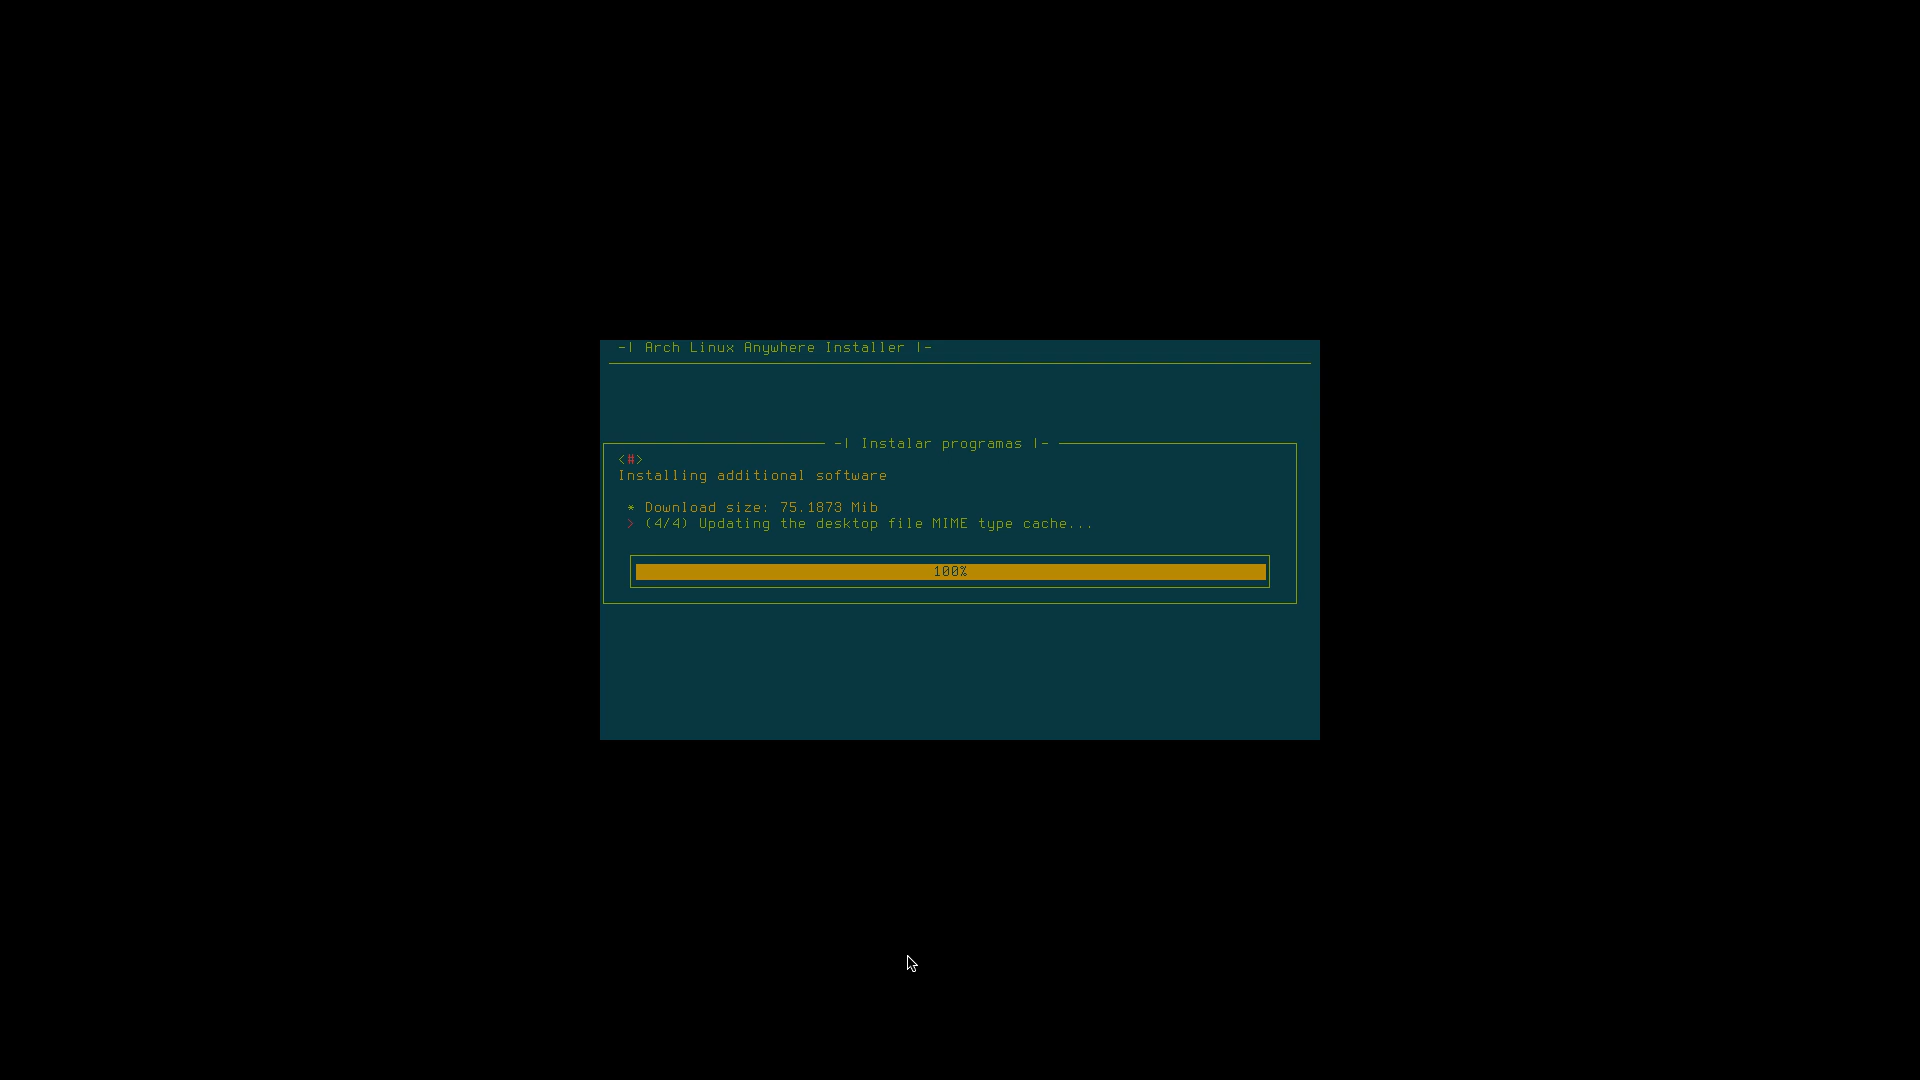 -| Arch Linux Anywhere Installer |-
-| Instalar programas |-
<#>
Installing additional software
* Download size: 75.1873 Mib
> (4/4) Updating the desktop file MIME type cache...
100%